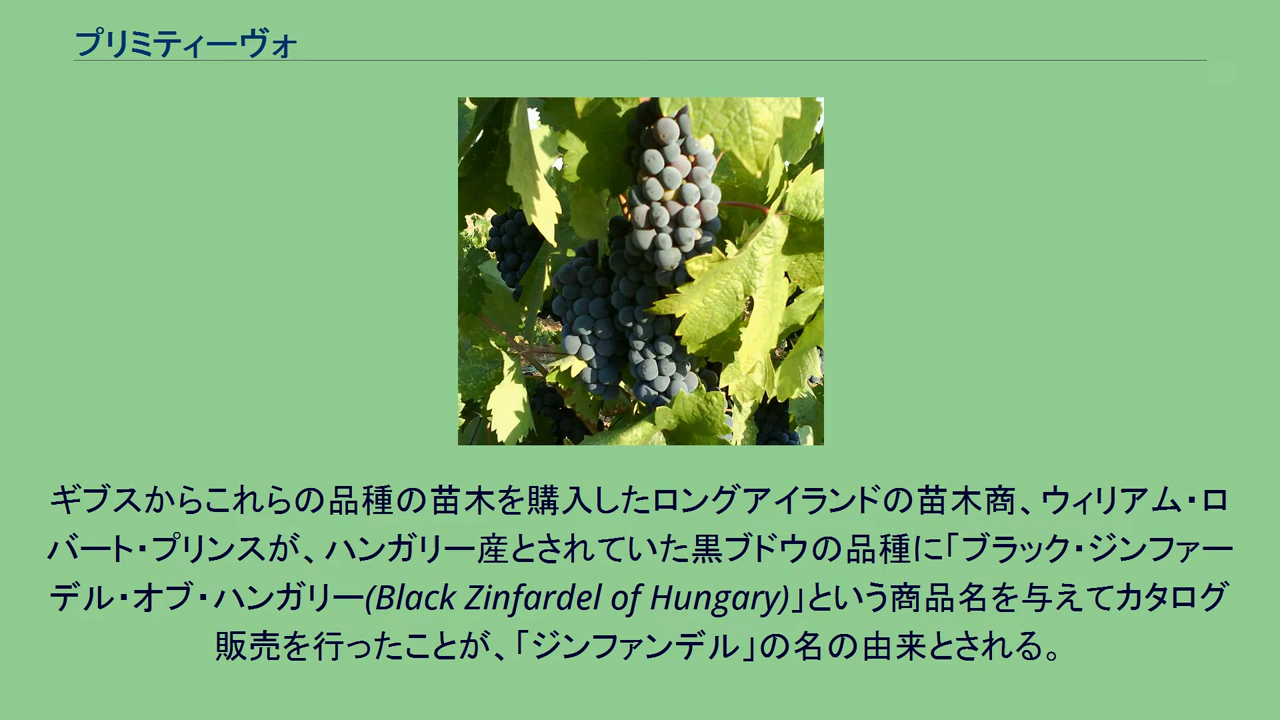 プリミティーヴォ
ギブスからこれらの品種の苗木を購入したロングアイランドの苗木商、ウィリアム・ロ
バート・プリンスが、ハンガリー産とされていた黒ブドウの品種に「ブラック・ジンファー
デル・オブ・ハンガリー(Black Zinfardel of Hungary)」という商品名を与えてカタログ
販売を行ったことが、「ジンファンデル」の名の由来とされる。